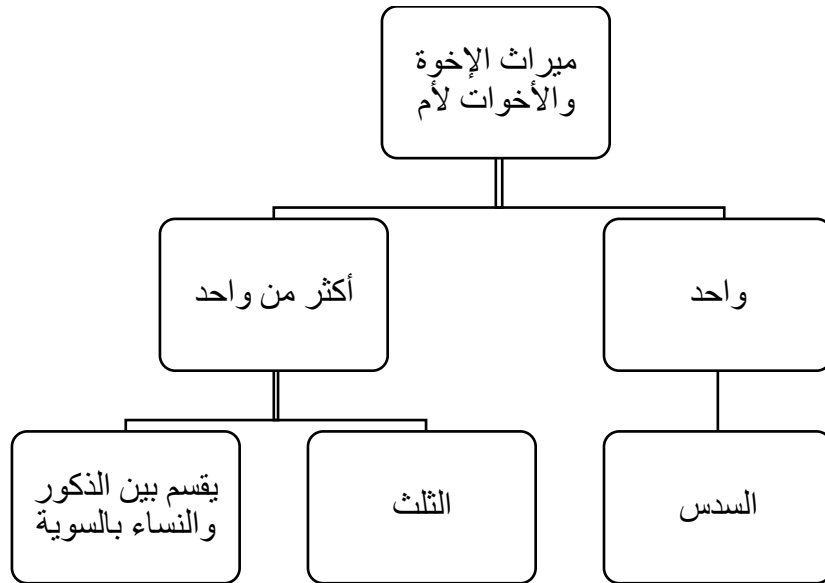 ميراث الإخوة
والأخوات لأم
واحد
أكثر من واحد
السدس
الثلث
يقسم بين الذكور
والنساء بالسوية